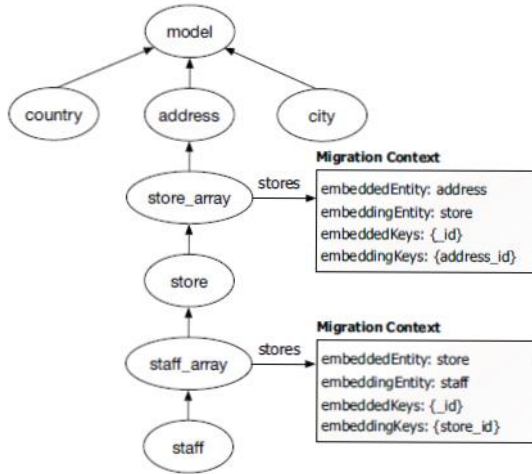 model
country
address
city
store_array
stores
Migration Context
embeddedEntity: address
embeddingEntity: store
embeddedKeys: {_id}
embeddingKeys: {address_id}
store
staff_array
stores
Migration Context
embeddedEntity: store
embeddingEntity: staff
embeddedKeys: {_id}
embeddingKeys: {store_id}
staff